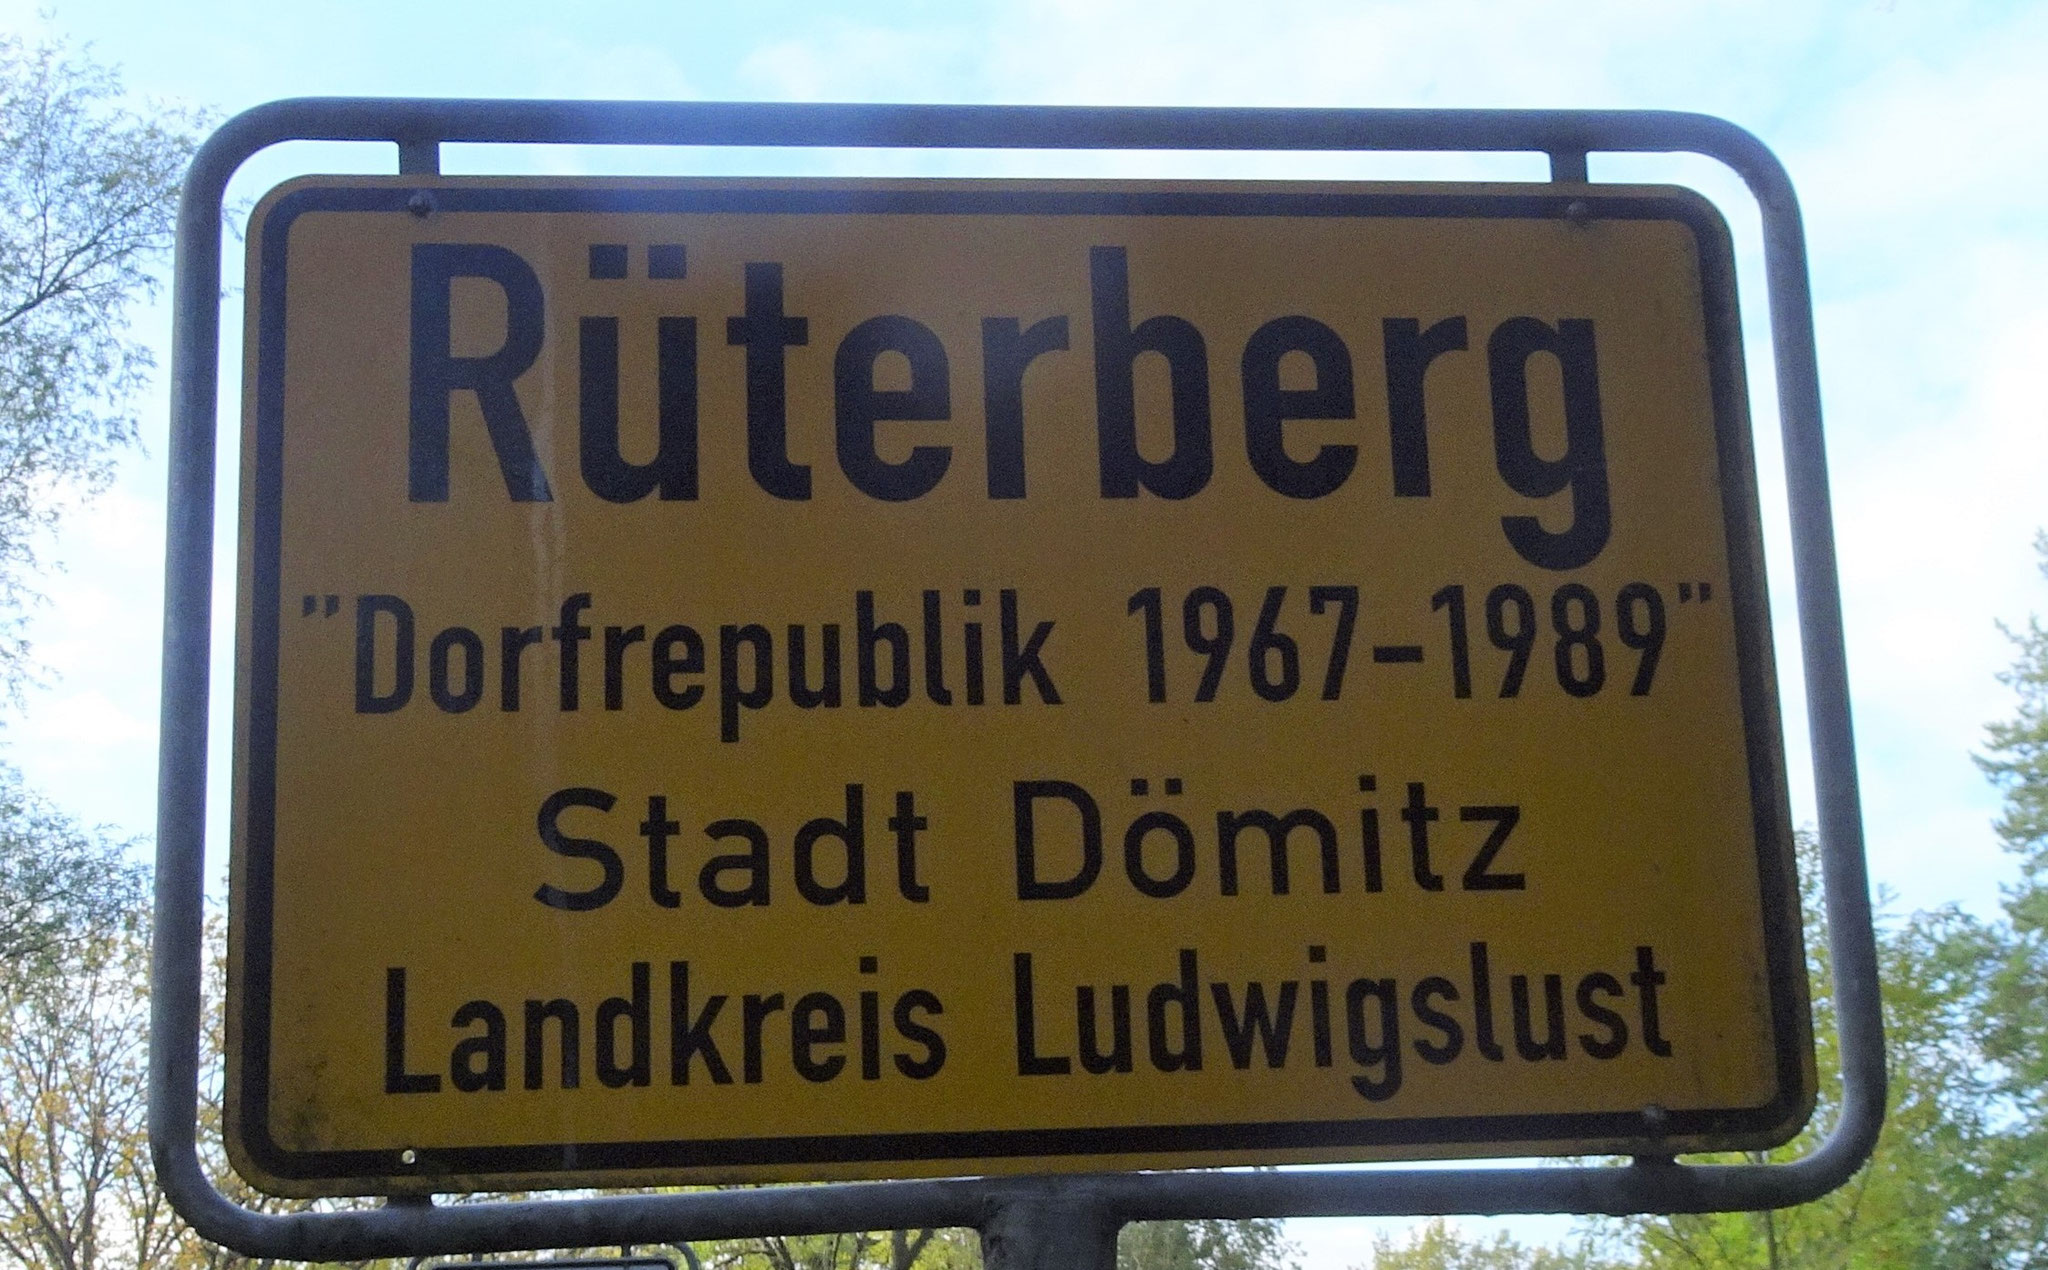 Rüterberg
"Dorfrepublik 1967-1989"
Stadt Dömitz
Landkreis Ludwigslust